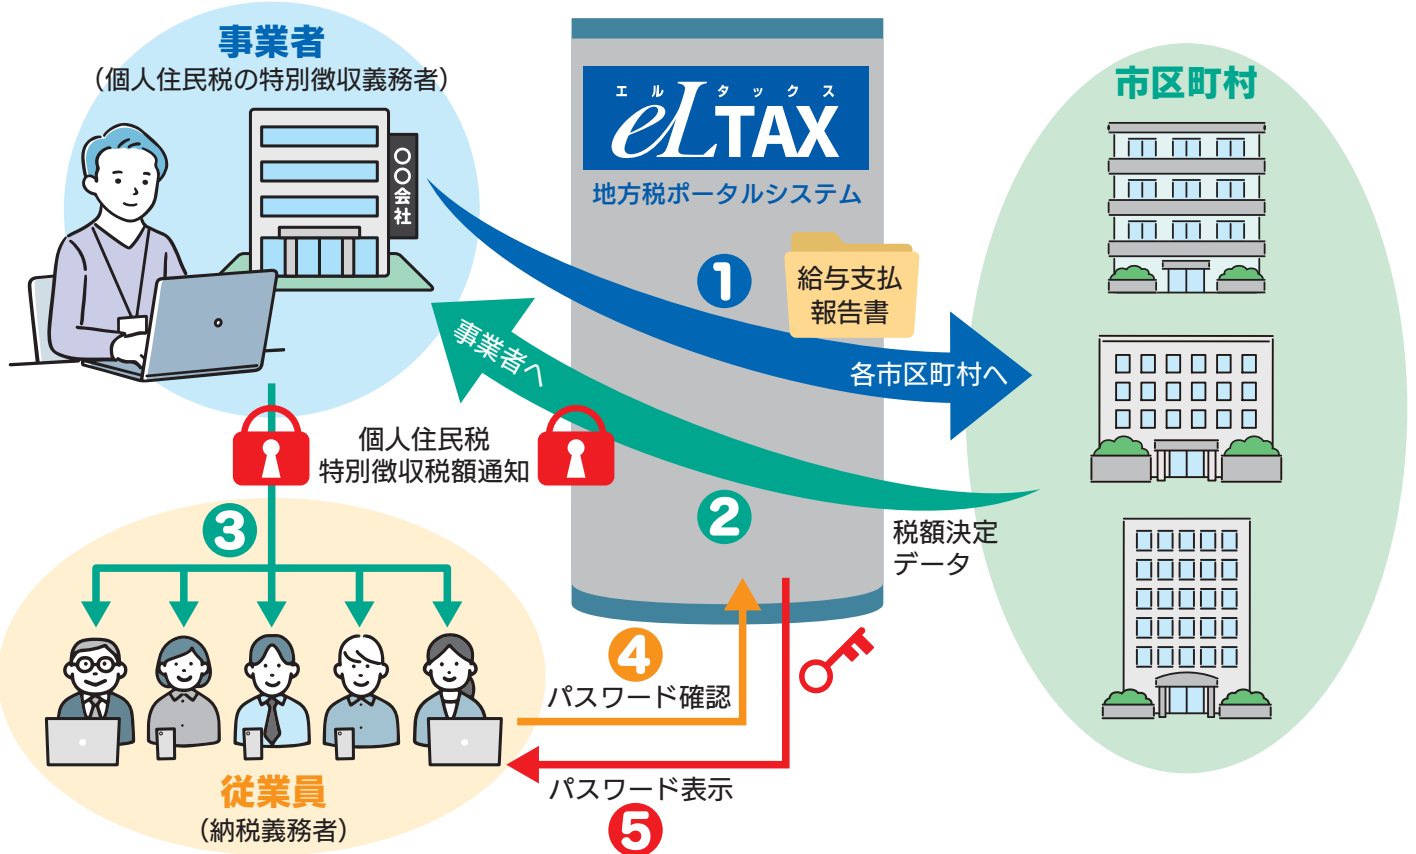 事業者
（個人住民税の特別徴収義務者）
〇〇会社
エルタックス
eLTAX
地方税ポータルシステム
市区町村
1
給与支払
報告書
各市区町村へ
事業者へ
個人住民税
特別徴収税額通知
2
税額決定
データ
3
4
パスワード確認
パスワード表示
5
従業員
（納税義務者）